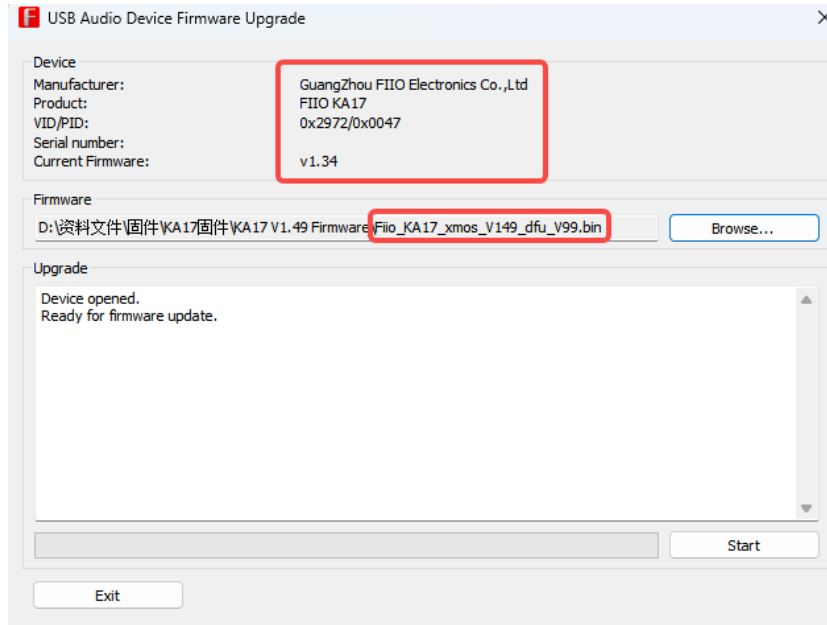 F USB Audio Device Firmware Upgrade
Device
Manufacturer: GuangZhou FIIO Electronics Co.,Ltd
Product: FIIO KA17
VID/PID: 0x2972/0x0047
Serial number:
Current Firmware: v1.34
Firmware
D:\资料文件\固件\KA17固件\KA17 V1.49 Firmware\Fiio_KA17_xmos_V149_dfu_V99.bin Browse...
Upgrade
Device opened.
Ready for firmware update.
Start
Exit